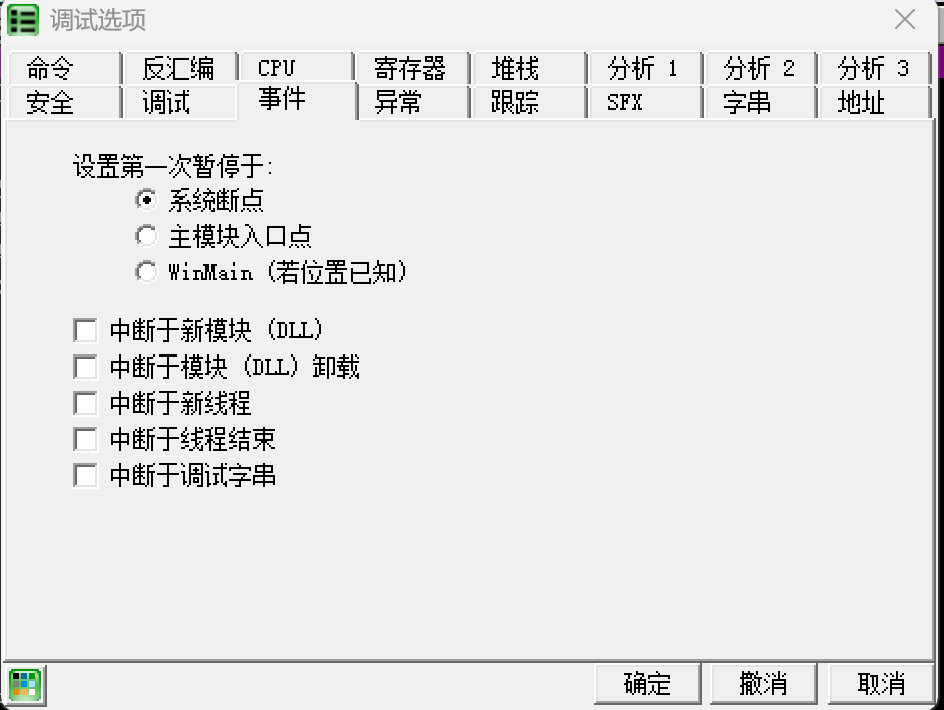 调试选项
命令 反汇编 CPU 寄存器 堆栈 分析 1 分析 2 分析 3
安全 调试 事件 异常 跟踪 SFX 字串 地址
设置第一次暂停于:
系统断点
主模块入口点
WinMain (若位置已知)
中断于新模块 (DLL)
中断于模块 (DLL) 卸载
中断于新线程
中断于线程结束
中断于调试字串
确定 撤消 取消